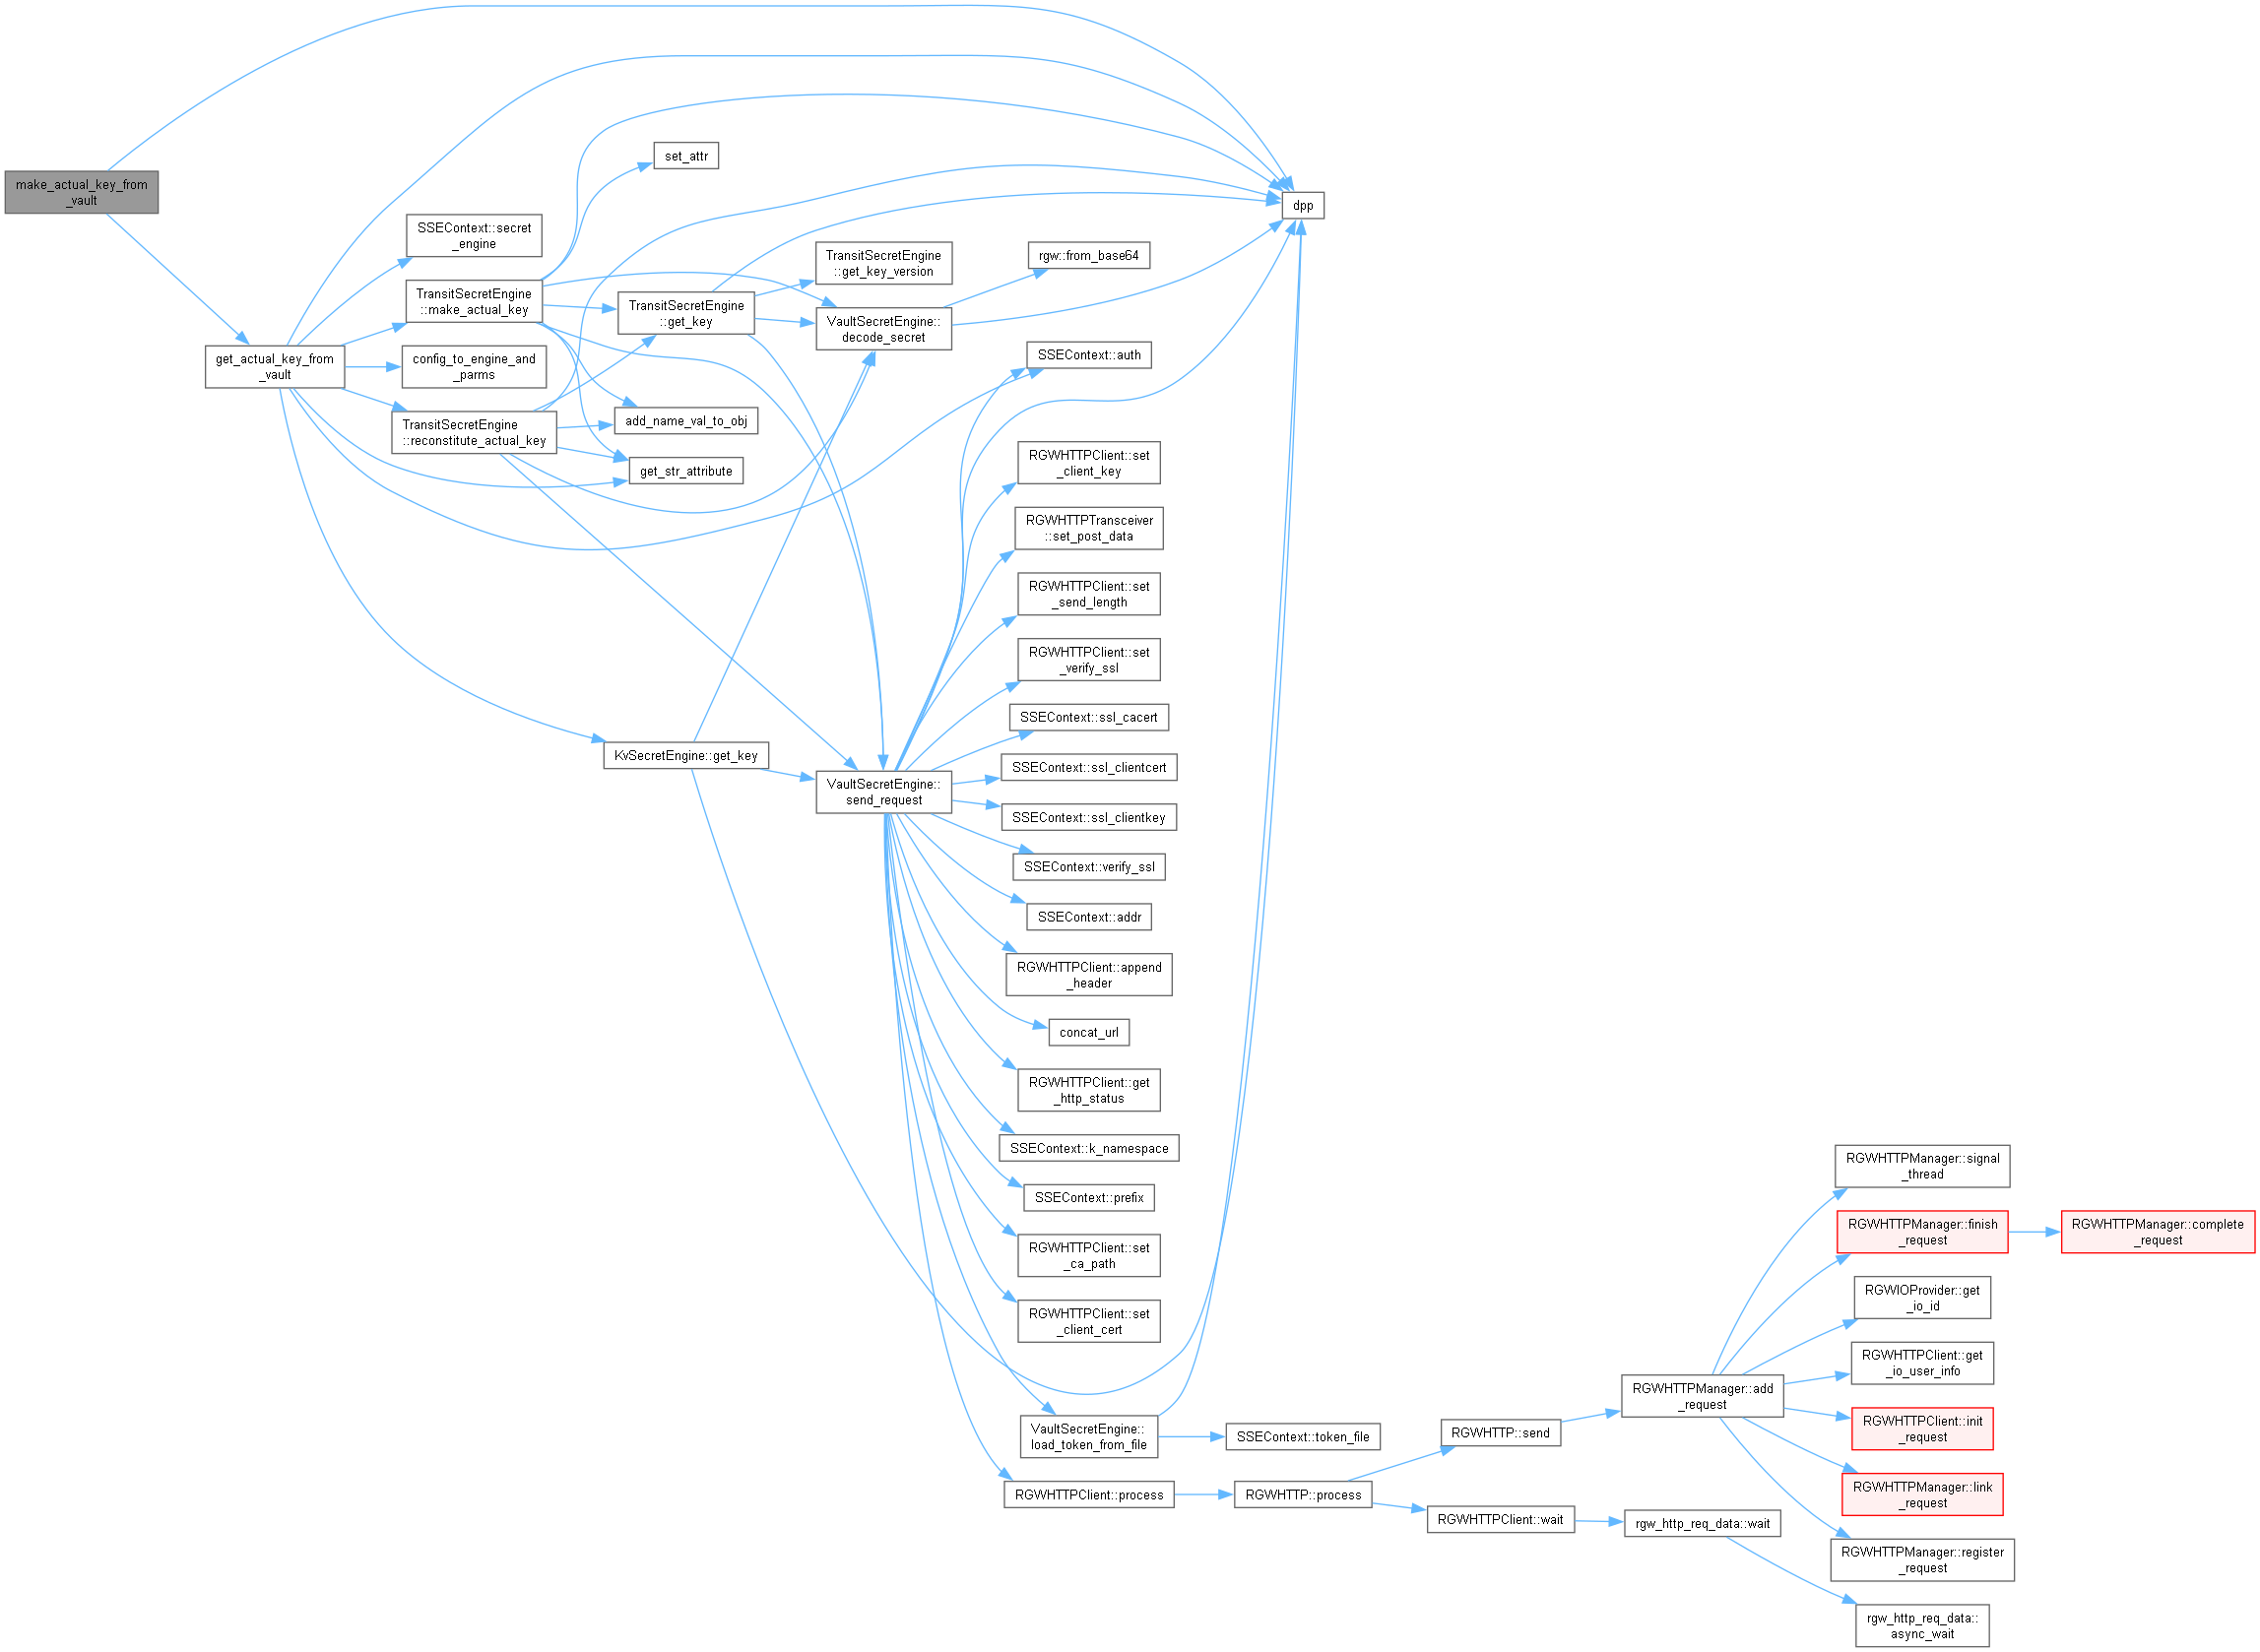 make_actual_key_from
_vault
get_actual_key_from
_vault
SSEContext::secret
_engine
TransitSecretEngine
::make_actual_key
config_to_engine_and
_parms
TransitSecretEngine
::reconstitute_actual_key
set_attr
TransitSecretEngine
::get_key
add_name_val_to_obj
get_str_attribute
KvSecretEngine::get_key
TransitSecretEngine
::get_key_version
VaultSecretEngine::
decode_secret
VaultSecretEngine::
send_request
dpp
rgw::from_base64
SSEContext::auth
RGWHTTPClient::set
_client_key
RGWHTTPTransceiver
::set_post_data
RGWHTTPClient::set
_send_length
RGWHTTPClient::set
_verify_ssl
SSEContext::ssl_cacert
SSEContext::ssl_clientcert
SSEContext::ssl_clientkey
SSEContext::verify_ssl
SSEContext::addr
RGWHTTPClient::append
_header
concat_url
RGWHTTPClient::get
_http_status
SSEContext::k_namespace
SSEContext::prefix
RGWHTTPClient::set
_ca_path
RGWHTTPClient::set
_client_cert
VaultSecretEngine::
load_token_from_file
RGWHTTPClient::process
SSEContext::token_file
RGWHTTP::process
RGWHTTP::send
RGWHTTPClient::wait
RGWHTTPManager::add
_request
rgw_http_req_data::wait
RGWHTTPManager::signal
_thread
RGWHTTPManager::finish
_request
RGWHTTPManager::complete
_request
RGWIOProvider::get
_io_id
RGWHTTPClient::get
_io_user_info
RGWHTTPClient::init
_request
RGWHTTPManager::link
_request
RGWHTTPManager::register
_request
rgw_http_req_data::
async_wait